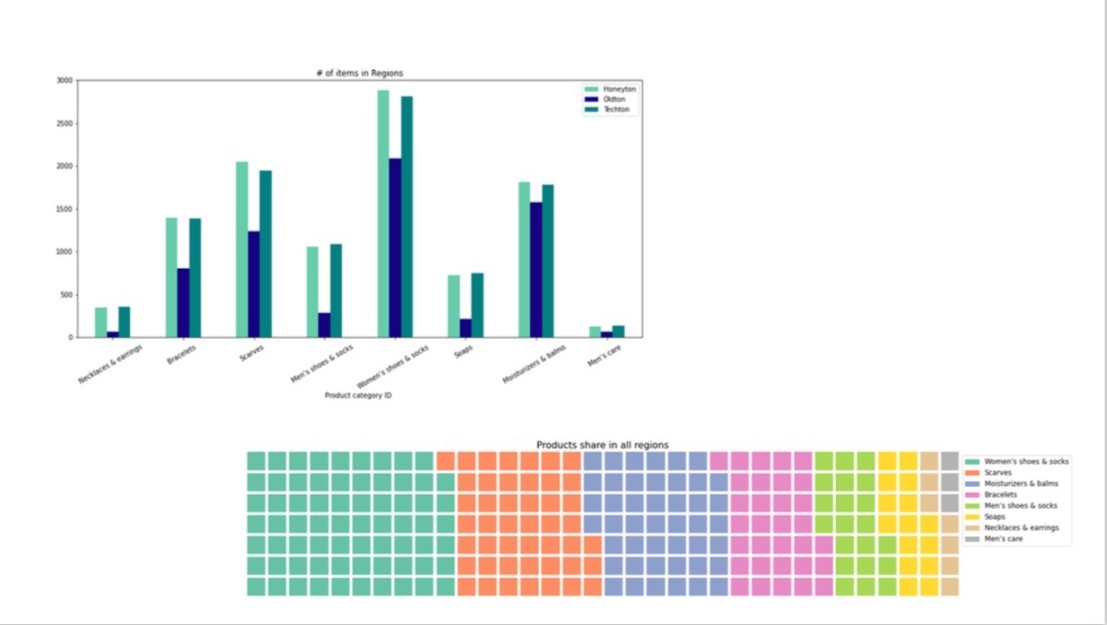 # of items in Regions
3000
2500
2000
1500
1000
500
0
Honeyton
Oldton
Techton
Necklaces & earrings
Bracelets
Scarves
Men's shoes & socks
Women's shoes & socks
Soaps
Moisturizers & balms
Men's care
Product category ID
Products share in all regions
Women's shoes & socks
Scarves
Moisturizers & balms
Bracelets
Men's shoes & socks
Soaps
Necklaces & earrings
Men's care